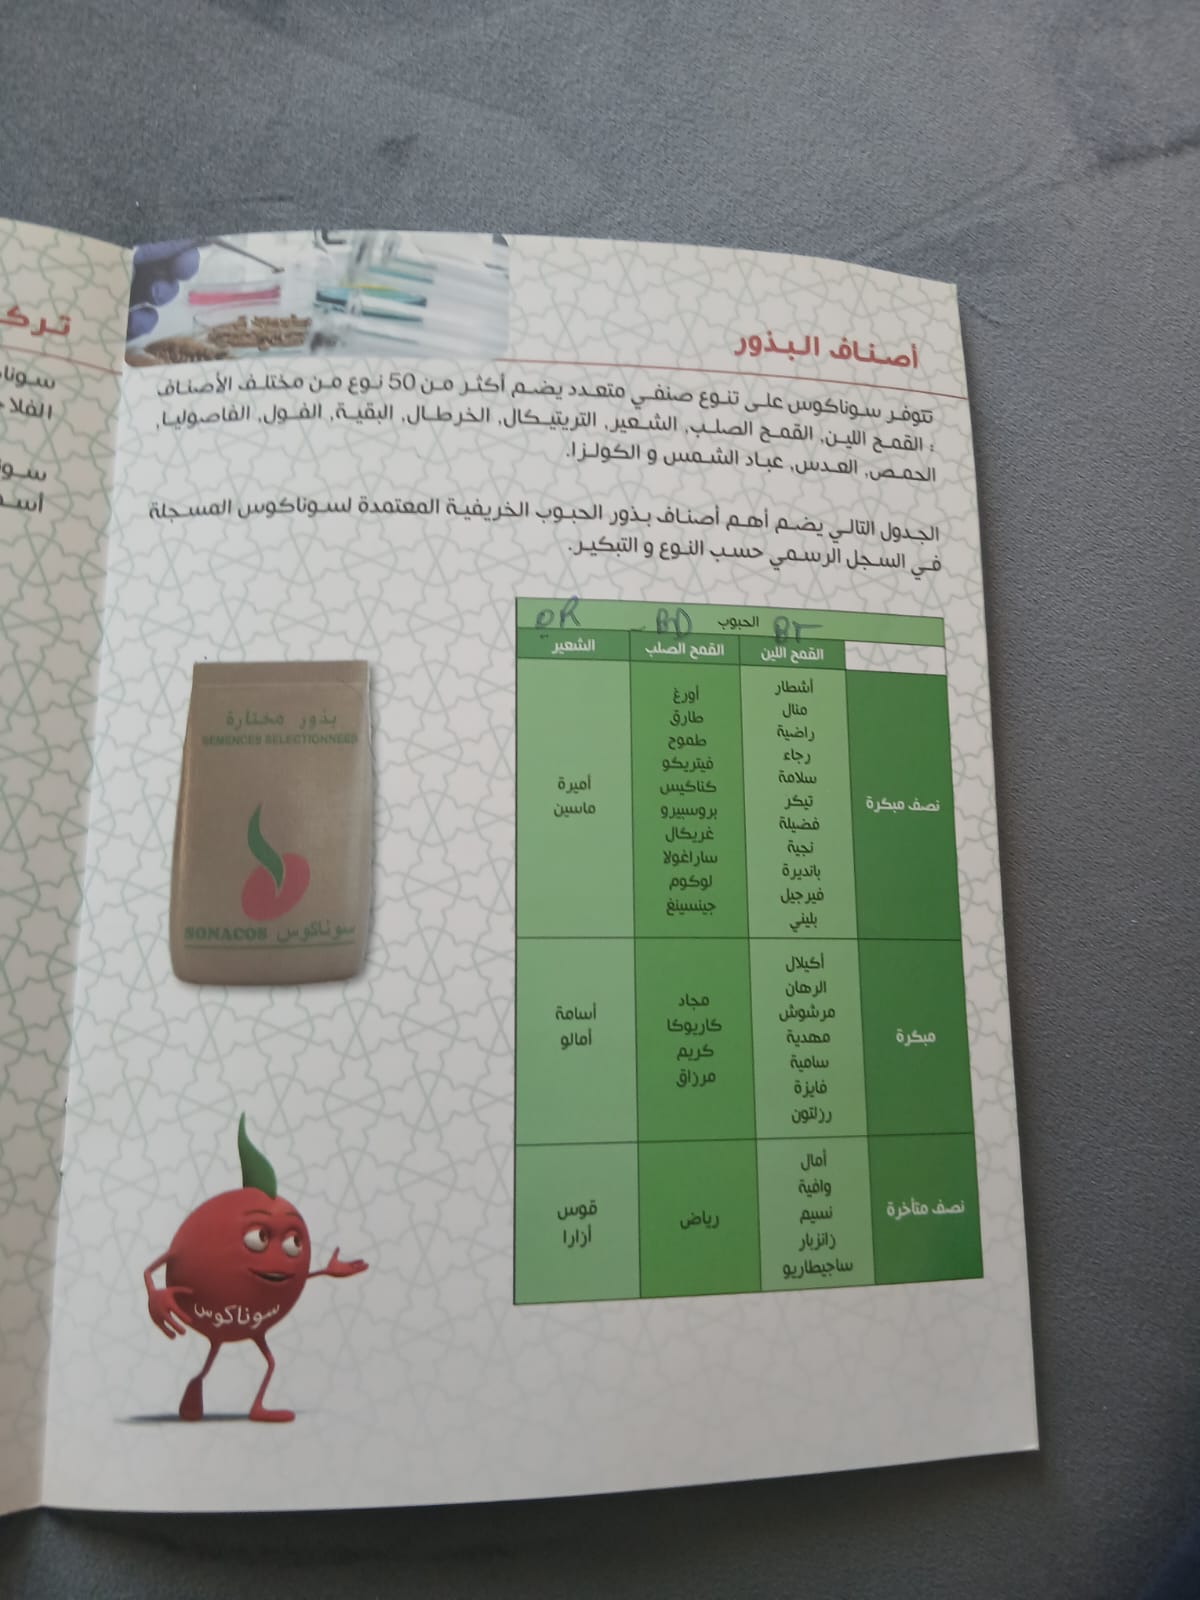 أصناف البذور
تتوفر سوناكوس على تنوع صنفي متعدد يضم أكثر من 50 نوع من مختلف الأصناف
: القمح اللين, القمح الصلب, الشعير, التريتيكال, الخرطال, البقية, الفول, الفاصوليا,
الحمص, العدس, عباد الشمس و الكولزا.
الجدول التالي يضم أهم أصناف بذور الحبوب الخريفية المعتمدة لسوناكوس المسجلة
في السجل الرسمي حسب النوع و التبكير.
الحبوب
BT BD OR
القمح اللين القمح الصلب الشعير
نصف مبكرة
أشطار
منال
راضية
رجاء
سلامة
تيكر
فضيلة
نجية
بانديرة
فيرجيل
بليني
أورغ
طارق
طموح
فيتريكو
كناكيس
بروسبيرو
غريكال
ساراغولا
لوكوم
جينسينغ
أميرة
ماسين
مبكرة
أكيلال
الرهان
مرشوش
مهدية
سامية
فايزة
رزلتون
مجاد
كاريوكا
كريم
مرزاق
أسامة
أمالو
نصف متأخرة
أمال
وافية
نسيم
زانزبار
ساجيطاريو
رياض
قوس
أزارا
بذور مختارة
SEMENCES SELECTIONNEES
SONACOS سوناكوس
سوناكوس